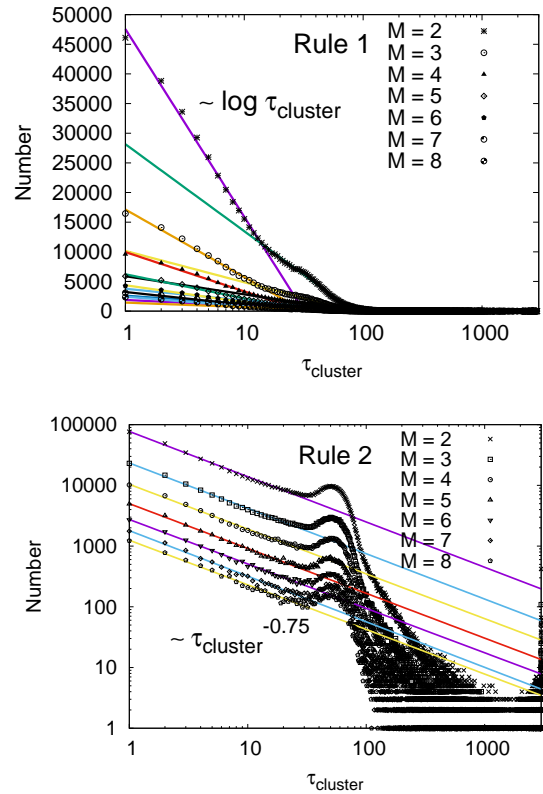 50000
45000
40000
35000
30000
25000
20000
15000
10000
5000
0
Number
Rule 1
~ log τcluster
M = 2
M = 3
M = 4
M = 5
M = 6
M = 7
M = 8
1 10 100 1000
τcluster
100000
10000
1000
100
10
1
Number
Rule 2
M = 2
M = 3
M = 4
M = 5
M = 6
M = 7
M = 8
~ τcluster -0.75
1 10 100 1000
τcluster